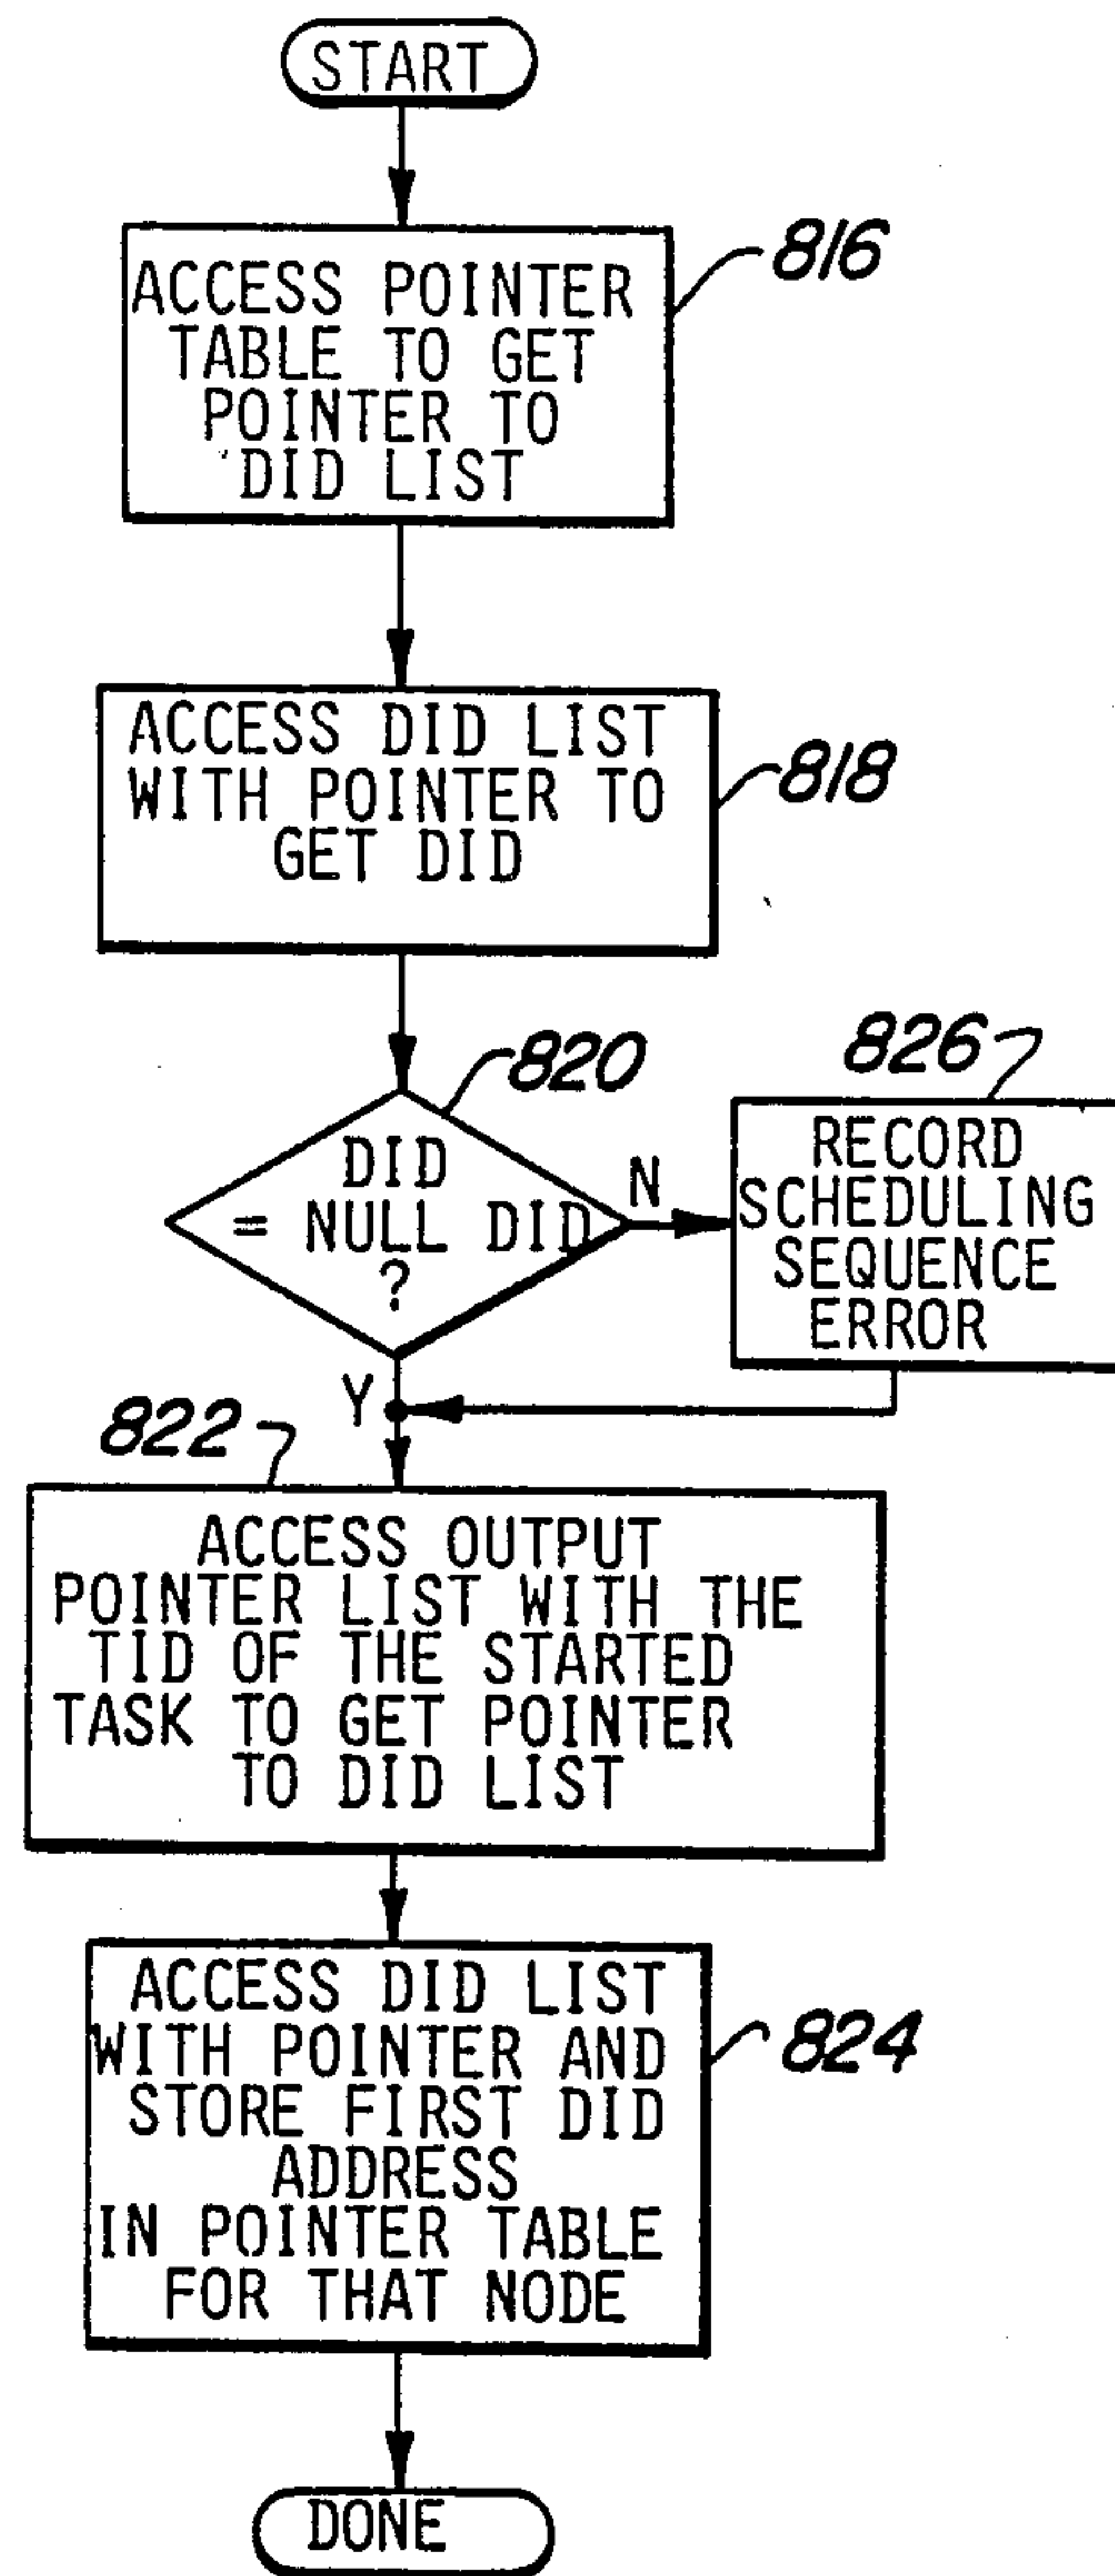 START
816
ACCESS POINTER
TABLE TO GET
POINTER TO
DID LIST
818
ACCESS DID LIST
WITH POINTER TO
GET DID
820
DID
= NULL DID
?
N
826
RECORD
SCHEDULING
SEQUENCE
ERROR
Y
822
ACCESS OUTPUT
POINTER LIST WITH THE
TID OF THE STARTED
TASK TO GET POINTER
TO DID LIST
824
ACCESS DID LIST
WITH POINTER AND
STORE FIRST DID
ADDRESS
IN POINTER TABLE
FOR THAT NODE
DONE